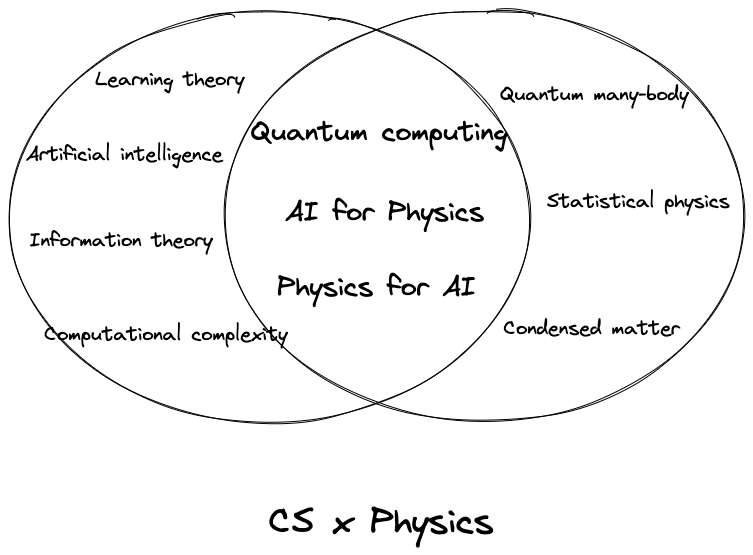 Learning theory
Artificial intelligence
Information theory
Computational complexity
Quantum computing
AI for Physics
Physics for AI
Quantum many-body
Statistical physics
Condensed matter
CS x Physics